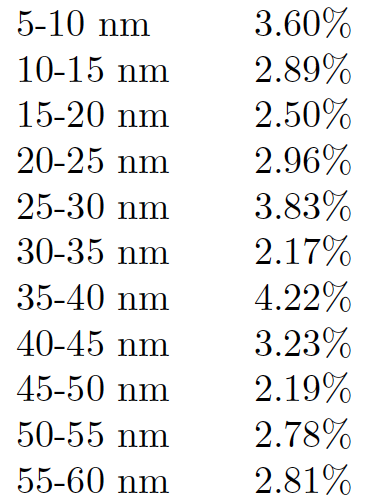 5-10 nm 3.60%
10-15 nm 2.89%
15-20 nm 2.50%
20-25 nm 2.96%
25-30 nm 3.83%
30-35 nm 2.17%
35-40 nm 4.22%
40-45 nm 3.23%
45-50 nm 2.19%
50-55 nm 2.78%
55-60 nm 2.81%